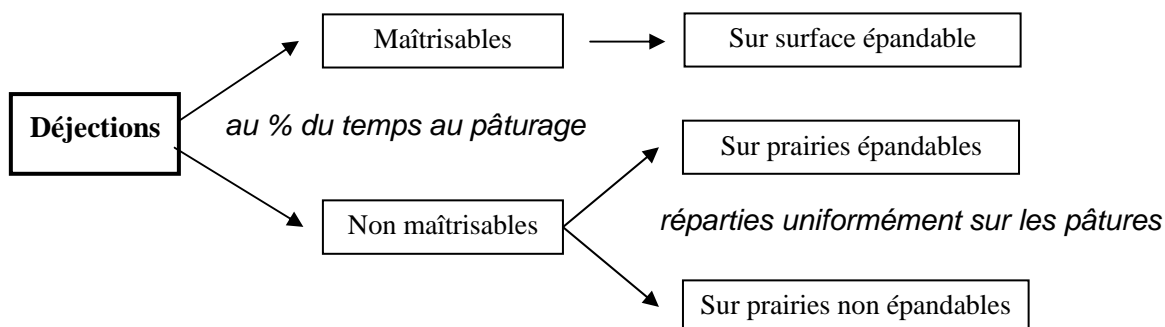 Maîtrisables
Sur surface épandable
Déjections
au % du temps au pâturage
Sur prairies épandables
Non maîtrisables
réparties uniformément sur les pâtures
Sur prairies non épandables